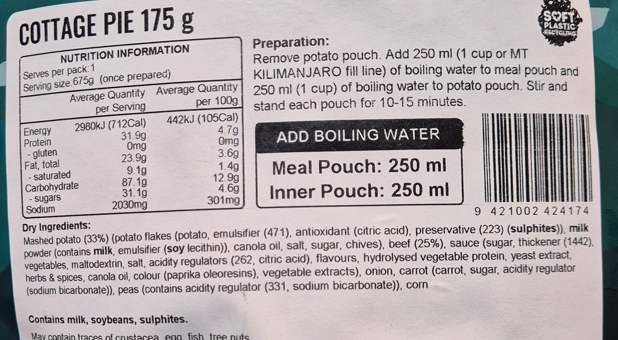 COTTAGE PIE 175 g
NUTRITION INFORMATION
Serves per pack: 1
Serving size: 675g (once prepared)
Average Quantity per Serving Average Quantity per 100g
Energy 2980kJ (712Cal) 442kJ (105Cal)
Protein 31.9g 4.7g
- gluten 0mg 0mg
Fat, total 23.9g 3.6g
- saturated 9.1g 1.4g
Carbohydrate 87.1g 12.9g
- sugars 31.1g 4.6g
Sodium 2030mg 301mg
Preparation:
Remove potato pouch. Add 250 ml (1 cup or MT
KILIMANJARO fill line) of boiling water to meal pouch and
250 ml (1 cup) of boiling water to potato pouch. Stir and
stand each pouch for 10-15 minutes.
ADD BOILING WATER
Meal Pouch: 250 ml
Inner Pouch: 250 ml
SOFT
PLASTIC
RECYCLING
9 421002 424174
Dry Ingredients:
Mashed potato (33%) (potato flakes (potato, emulsifier (471), antioxidant (citric acid), preservative (223) (sulphites)), milk
powder (contains milk, emulsifier (soy lecithin)), canola oil, salt, sugar, chives), beef (25%), sauce (sugar, thickener (1442),
vegetables, maltodextrin, salt, acidity regulators (262, citric acid), flavours, hydrolysed vegetable protein, yeast extract,
herbs & spices, canola oil, colour (paprika oleoresins), vegetable extracts), onion, carrot (carrot, sugar, acidity regulator
(sodium bicarbonate)), peas (contains acidity regulator (331, sodium bicarbonate)), corn
Contains milk, soybeans, sulphites.
May contain traces of crustacea, egg, fish, tree nuts